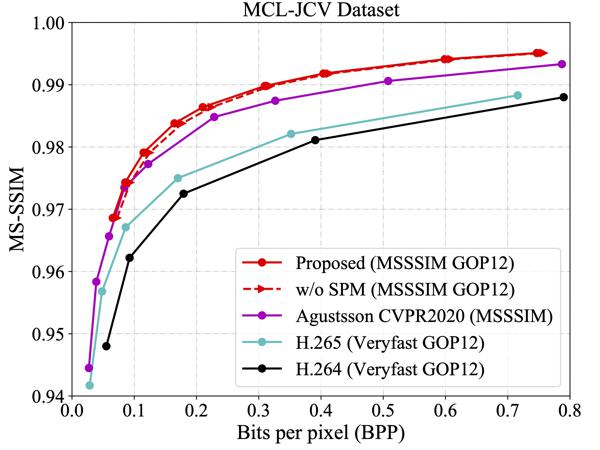 MCL-JCV Dataset
1.00
0.99
0.98
0.97
0.96
0.95
0.94
MS-SSIM
Proposed (MSSSIM GOP12)
w/o SPM (MSSSIM GOP12)
Agustsson CVPR2020 (MSSSIM)
H.265 (Veryfast GOP12)
H.264 (Veryfast GOP12)
0.0 0.1 0.2 0.3 0.4 0.5 0.6 0.7 0.8
Bits per pixel (BPP)